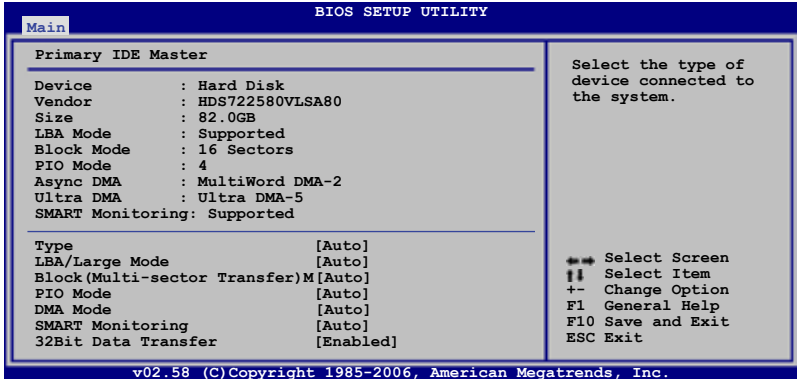 BIOS SETUP UTILITY
Main
Primary IDE Master
Device : Hard Disk
Vendor : HDS722580VLSA80
Size : 82.0GB
LBA Mode : Supported
Block Mode : 16 Sectors
PIO Mode : 4
Async DMA : MultiWord DMA-2
Ultra DMA : Ultra DMA-5
SMART Monitoring: Supported
Type [Auto]
LBA/Large Mode [Auto]
Block(Multi-sector Transfer)M[Auto]
PIO Mode [Auto]
DMA Mode [Auto]
SMART Monitoring [Auto]
32Bit Data Transfer [Enabled]
Select the type of
device connected to
the system.
←→ Select Screen
↑↓ Select Item
+- Change Option
F1 General Help
F10 Save and Exit
ESC Exit
v02.58 (C)Copyright 1985-2006, American Megatrends, Inc.